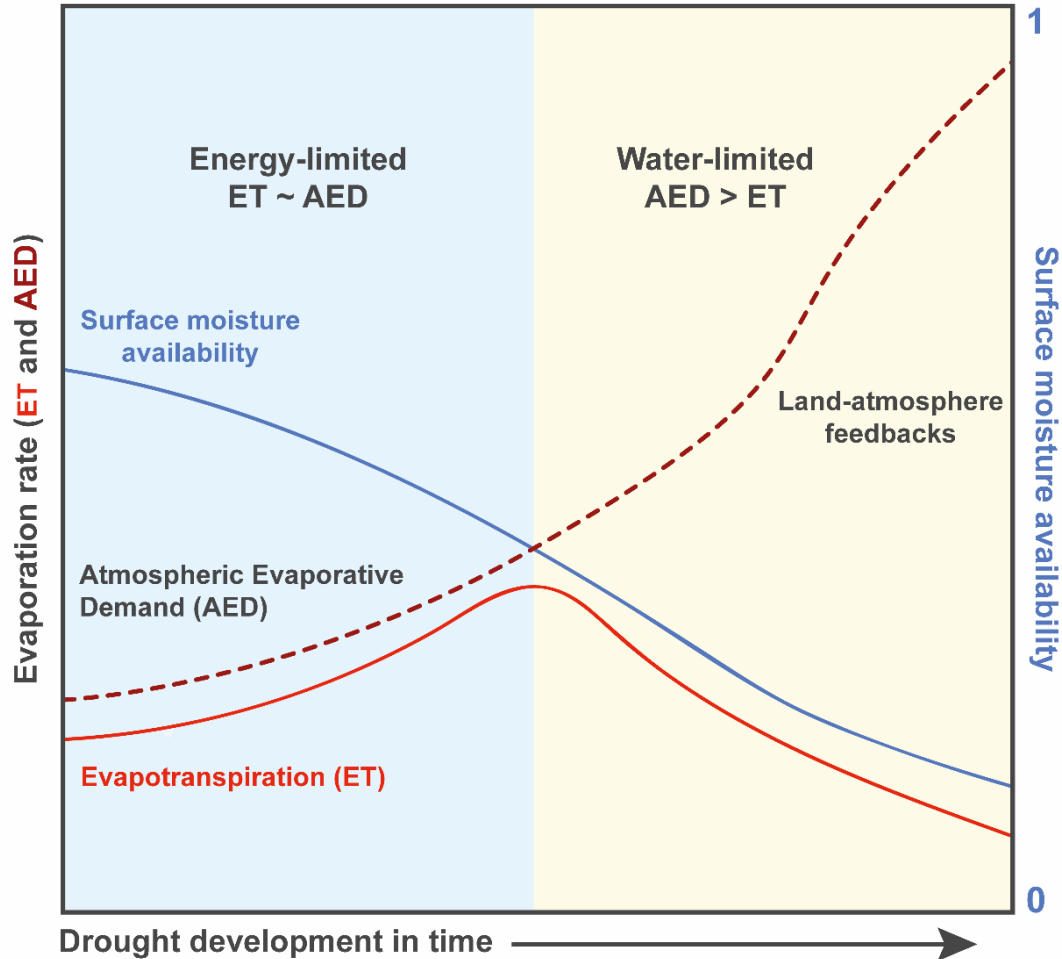 1
Energy-limited
ET ~ AED
Water-limited
AED > ET
Evaporation rate (ET and AED)
Surface moisture availability
Surface moisture
availability
Land-atmosphere
feedbacks
Atmospheric Evaporative
Demand (AED)
Evapotranspiration (ET)
0
Drought development in time